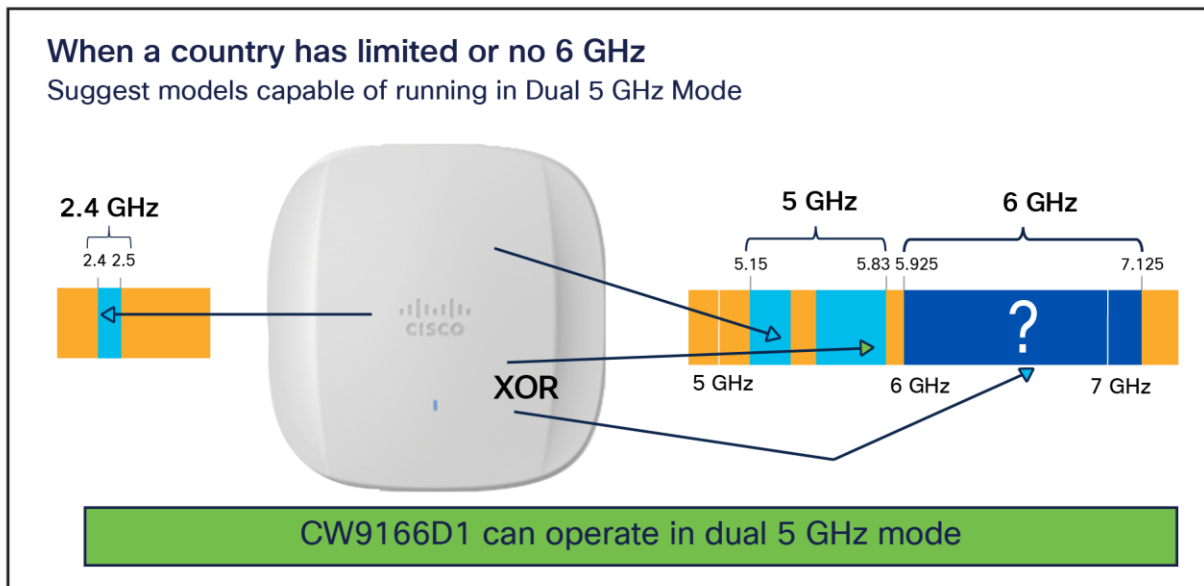 When a country has limited or no 6 GHz
Suggest models capable of running in Dual 5 GHz Mode
2.4 GHz
2.4 2.5
CISCO
XOR
5 GHz
6 GHz
5.15
5.83
5.925
7.125
?
5 GHz
6 GHz
7 GHz
CW9166D1 can operate in dual 5 GHz mode